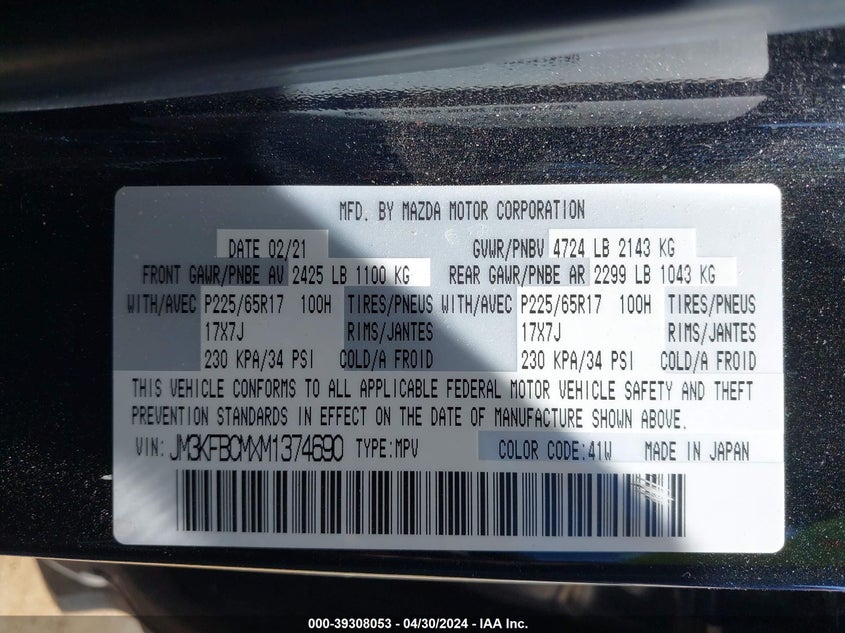 MFD. BY MAZDA MOTOR CORPORATION
DATE 02/21 GVWR/PNBV 4724 LB 2143 KG
FRONT GAWR/PNBE AV 2425 LB 1100 KG REAR GAWR/PNBE AR 2299 LB 1043 KG
WITH/AVEC P225/65R17 100H TIRES/PNEUS WITH/AVEC P225/65R17 100H TIRES/PNEUS
17X7J RIMS/JANTES 17X7J RIMS/JANTES
230 KPA/34 PSI COLD/A FROID 230 KPA/34 PSI COLD/A FROID
THIS VEHICLE CONFORMS TO ALL APPLICABLE FEDERAL MOTOR VEHICLE SAFETY AND THEFT
PREVENTION STANDARDS IN EFFECT ON THE DATE OF MANUFACTURE SHOWN ABOVE.
VIN: JM3KFBCMXM1374690 TYPE:MPV COLOR CODE:41W MADE IN JAPAN
000-39308053 - 04/30/2024 - IAA Inc.